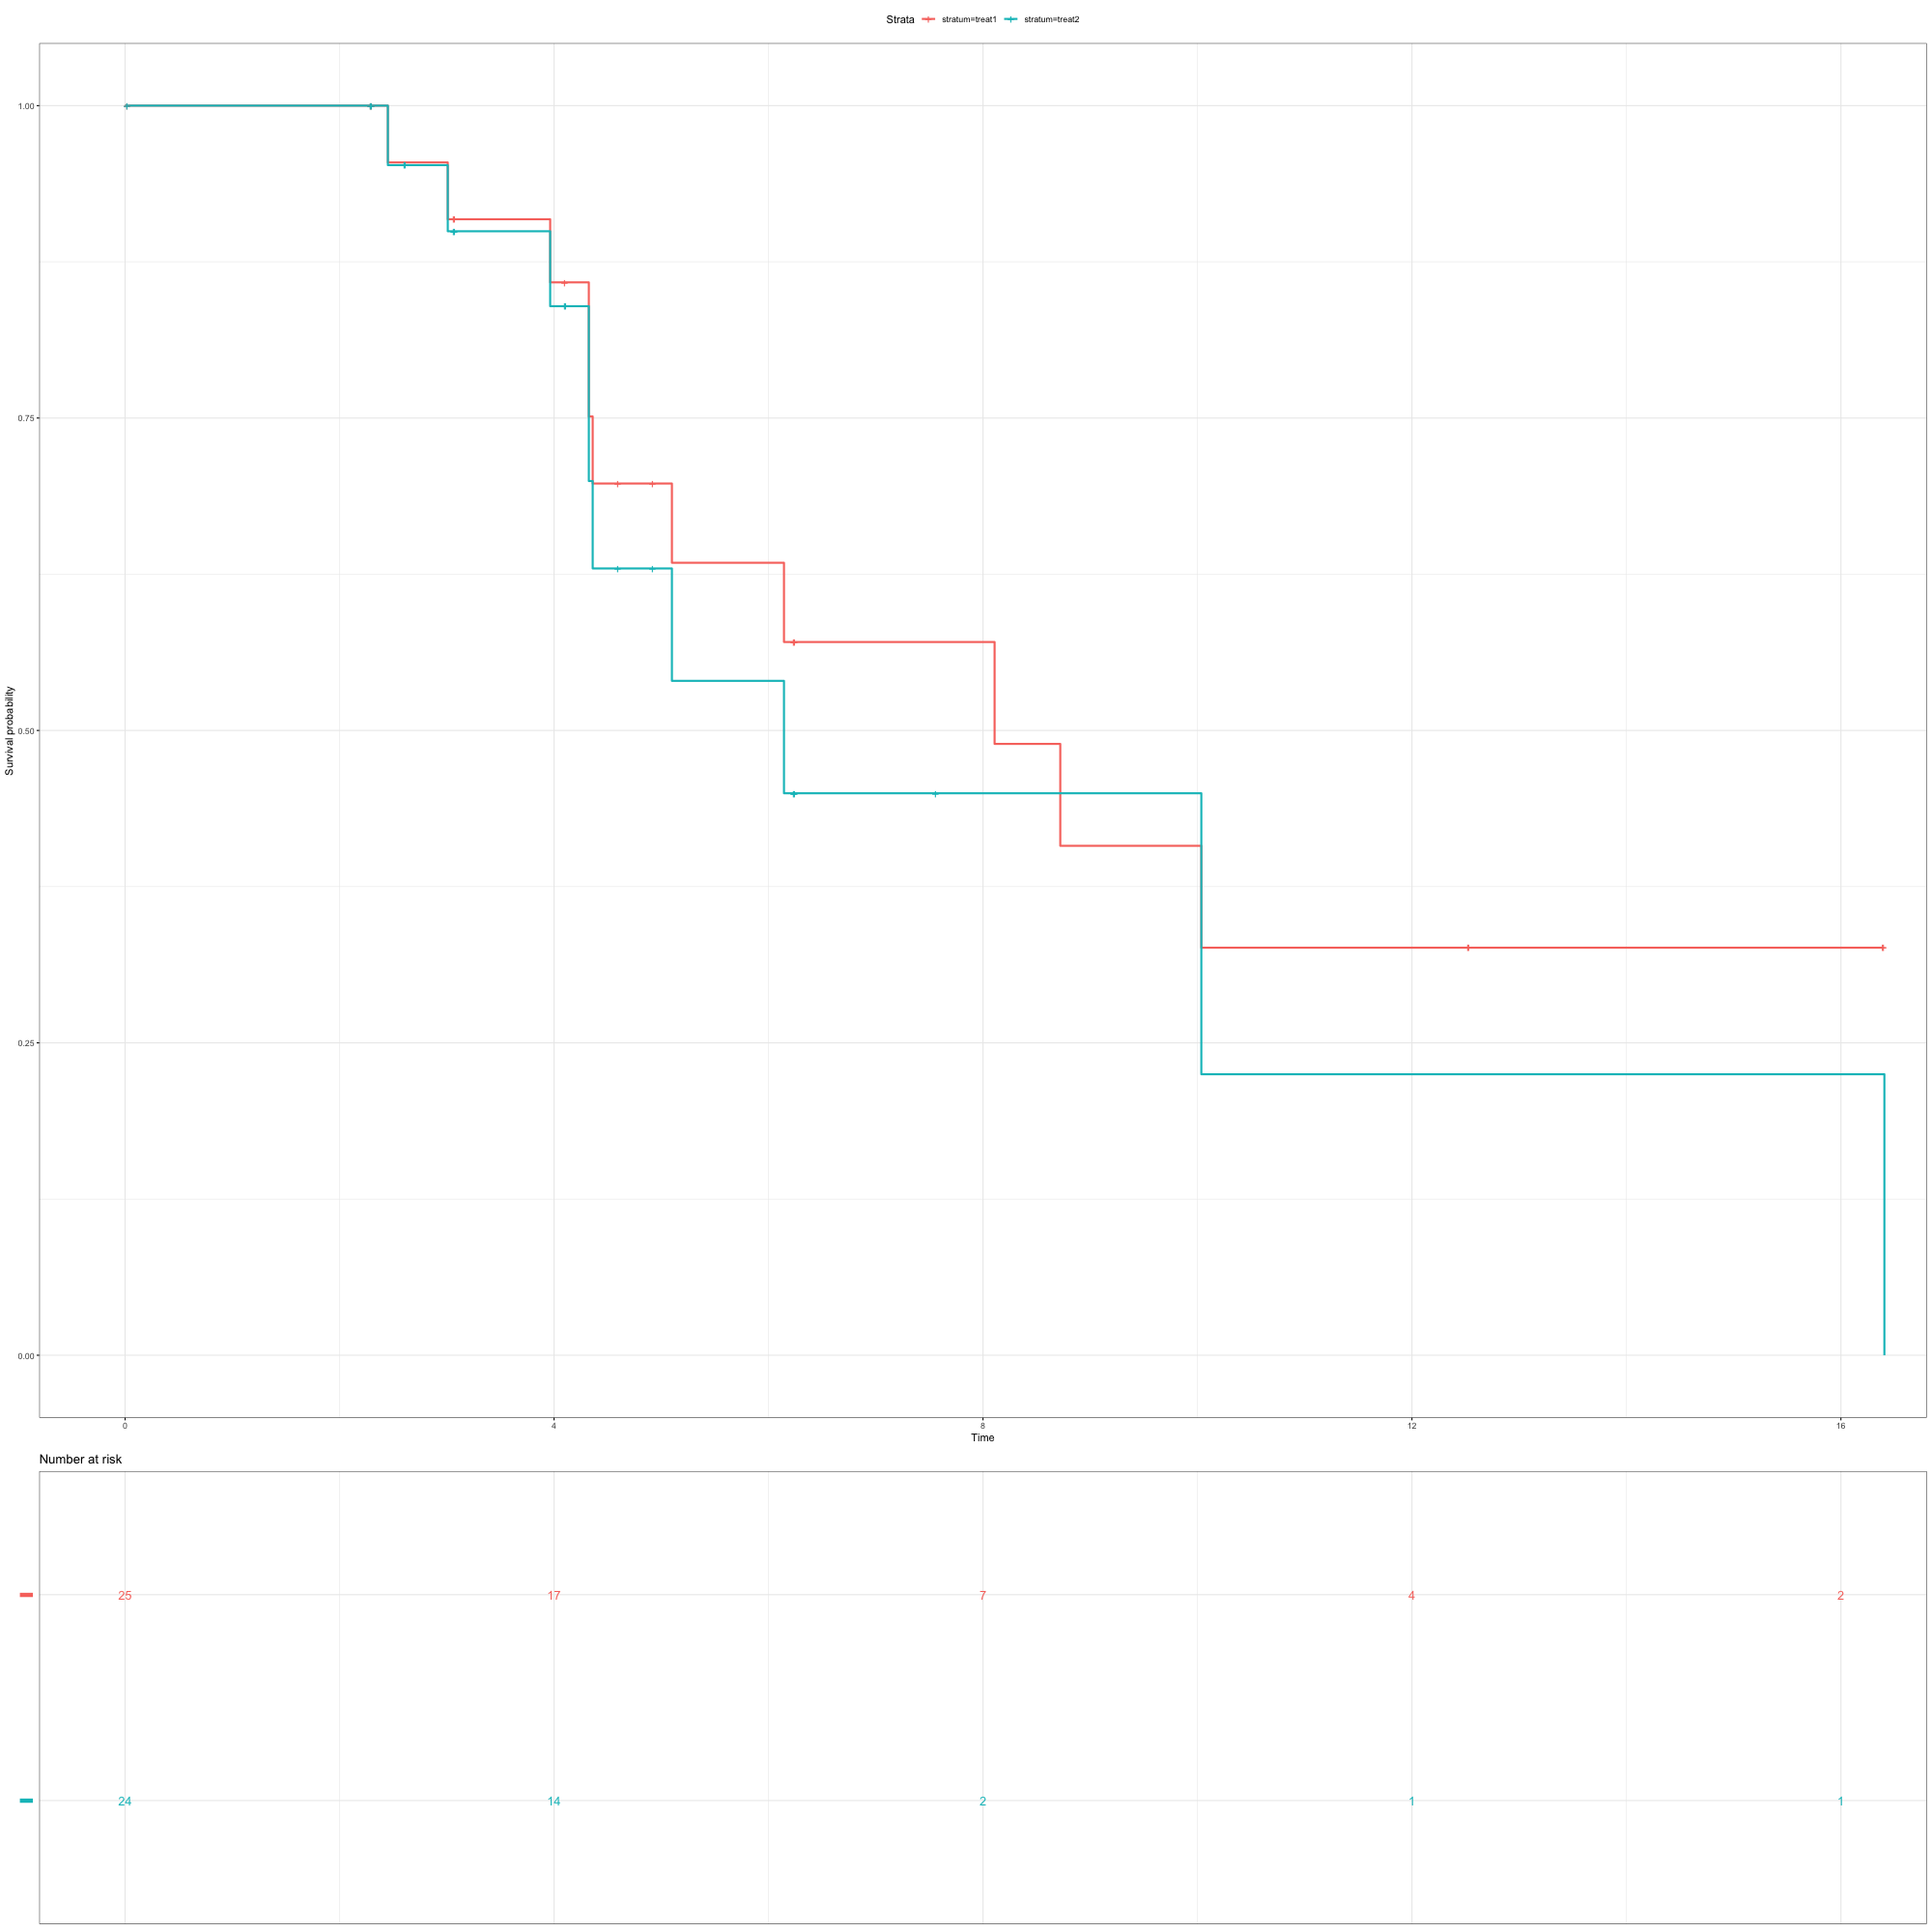 Strata stratum=treat1 stratum=treat2
1.00
0.75
0.50
0.25
0.00
Survival probability
0 4 8 12 16
Time
Number at risk
25 17 7 4 2
24 14 2 1 1